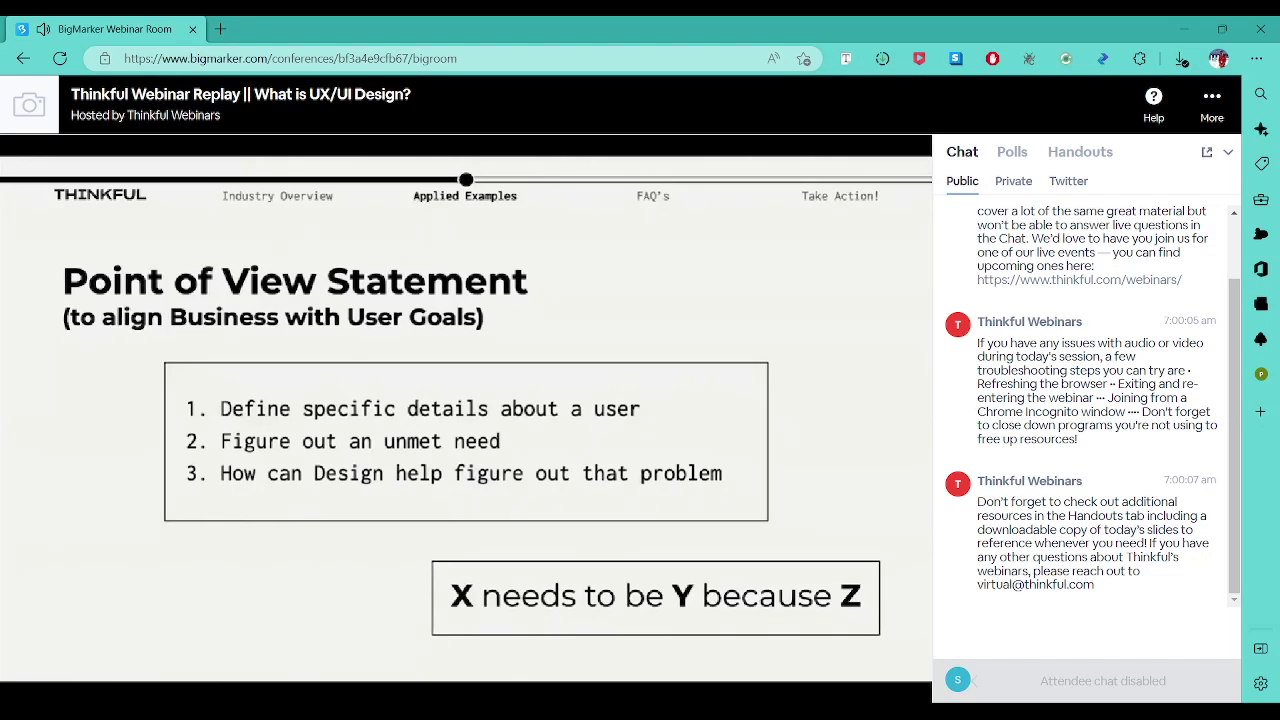 BigMarker Webinar Room
https://www.bigmarker.com/conferences/bf3a4e9cfb67/bigroom
Thinkful Webinar Replay || What is UX/UI Design?
Hosted by Thinkful Webinars
Help
More
THINKFUL
Industry Overview
Applied Examples
FAQ's
Take Action!
Point of View Statement
(to align Business with User Goals)
1. Define specific details about a user
2. Figure out an unmet need
3. How can Design help figure out that problem
X needs to be Y because Z
Chat
Polls
Handouts
Public
Private
Twitter
cover a lot of the same great material but
won't be able to answer live questions in
the Chat. We'd love to have you join us for
one of our live events — you can find
upcoming ones here:
https://www.thinkful.com/webinars/
T
Thinkful Webinars
7:00:05 am
If you have any issues with audio or video
during today's session, a few
troubleshooting steps you can try are •
Refreshing the browser •• Exiting and re-
entering the webinar ••• Joining from a
Chrome Incognito window •••• Don't forget
to close down programs you're not using to
free up resources!
T
Thinkful Webinars
7:00:07 am
Don't forget to check out additional
resources in the Handouts tab including a
downloadable copy of today's slides to
reference whenever you need! If you have
any other questions about Thinkful's
webinars, please reach out to
virtual@thinkful.com
S
Attendee chat disabled